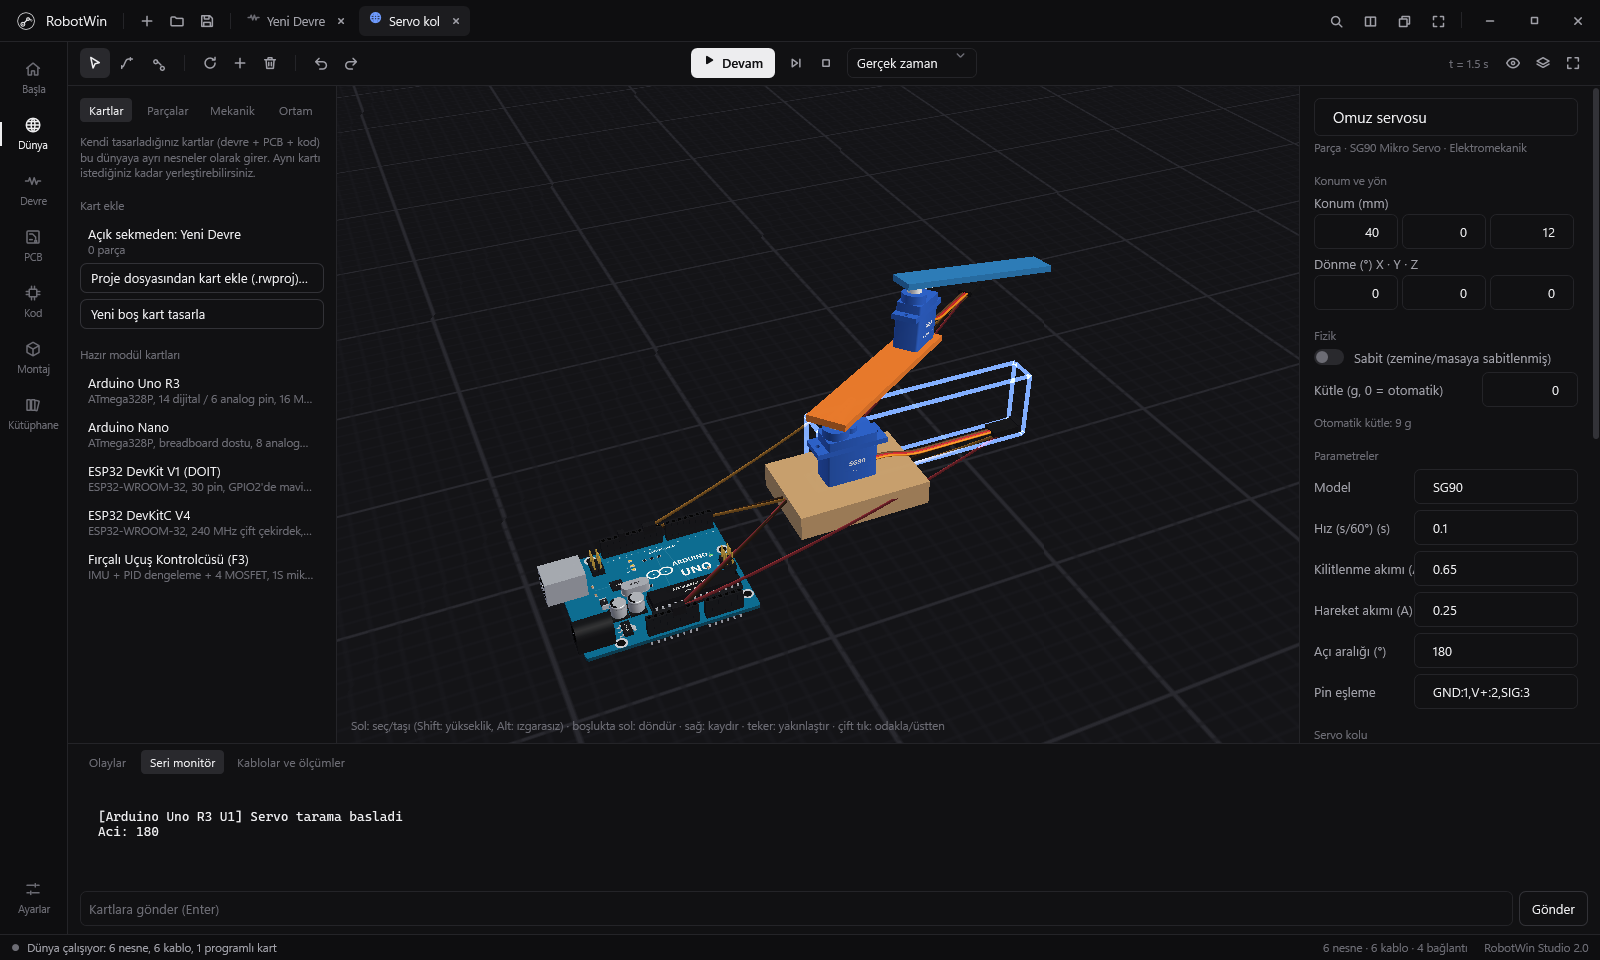 RobotWin
Yeni Devre
Servo kol
Devam
Gerçek zaman
t = 1.5 s
Başla
Dünya
Devre
PCB
Kod
Montaj
Kütüphane
Ayarlar
Kartlar
Parçalar
Mekanik
Ortam
Kendi tasarladığınız kartlar (devre + PCB + kod)
bu dünyaya ayrı nesneler olarak girer. Aynı kartı
istediğiniz kadar yerleştirebilirsiniz.
Kart ekle
Açık sekmeden: Yeni Devre
0 parça
Proje dosyasından kart ekle (.rwproj)...
Yeni boş kart tasarla
Hazır modül kartları
Arduino Uno R3
ATmega328P, 14 dijital / 6 analog pin, 16 M...
Arduino Nano
ATmega328P, breadboard dostu, 8 analog...
ESP32 DevKit V1 (DOIT)
ESP32-WROOM-32, 30 pin, GPIO2'de mavi...
ESP32 DevKitC V4
ESP32-WROOM-32, 240 MHz çift çekirdek,...
Fırçalı Uçuş Kontrolcüsü (F3)
IMU + PID dengeleme + 4 MOSFET, 1S mik...
SG90
ARDUINO
UNO
Sol: seç/taşı (Shift: yükseklik, Alt: ızgarasız) · boşlukta sol: döndür · sağ: kaydır · teker: yakınlaştır · çift tık: odakla/üstten
Omuz servosu
Parça · SG90 Mikro Servo · Elektromekanik
Konum ve yön
Konum (mm)
40
0
12
Dönme (°) X · Y · Z
0
0
0
Fizik
Sabit (zemine/masaya sabitlenmiş)
Kütle (g, 0 = otomatik)
0
Otomatik kütle: 9 g
Parametreler
Model
SG90
Hız (s/60°) (s)
0.1
Kilitlenme akımı (
0.65
Hareket akımı (A)
0.25
Açı aralığı (°)
180
Pin eşleme
GND:1,V+:2,SIG:3
Servo kolu
Olaylar
Seri monitör
Kablolar ve ölçümler
[Arduino Uno R3 U1] Servo tarama basladi
Aci: 180
Kartlara gönder (Enter)
Gönder
Dünya çalışıyor: 6 nesne, 6 kablo, 1 programlı kart
6 nesne · 6 kablo · 4 bağlantı
RobotWin Studio 2.0